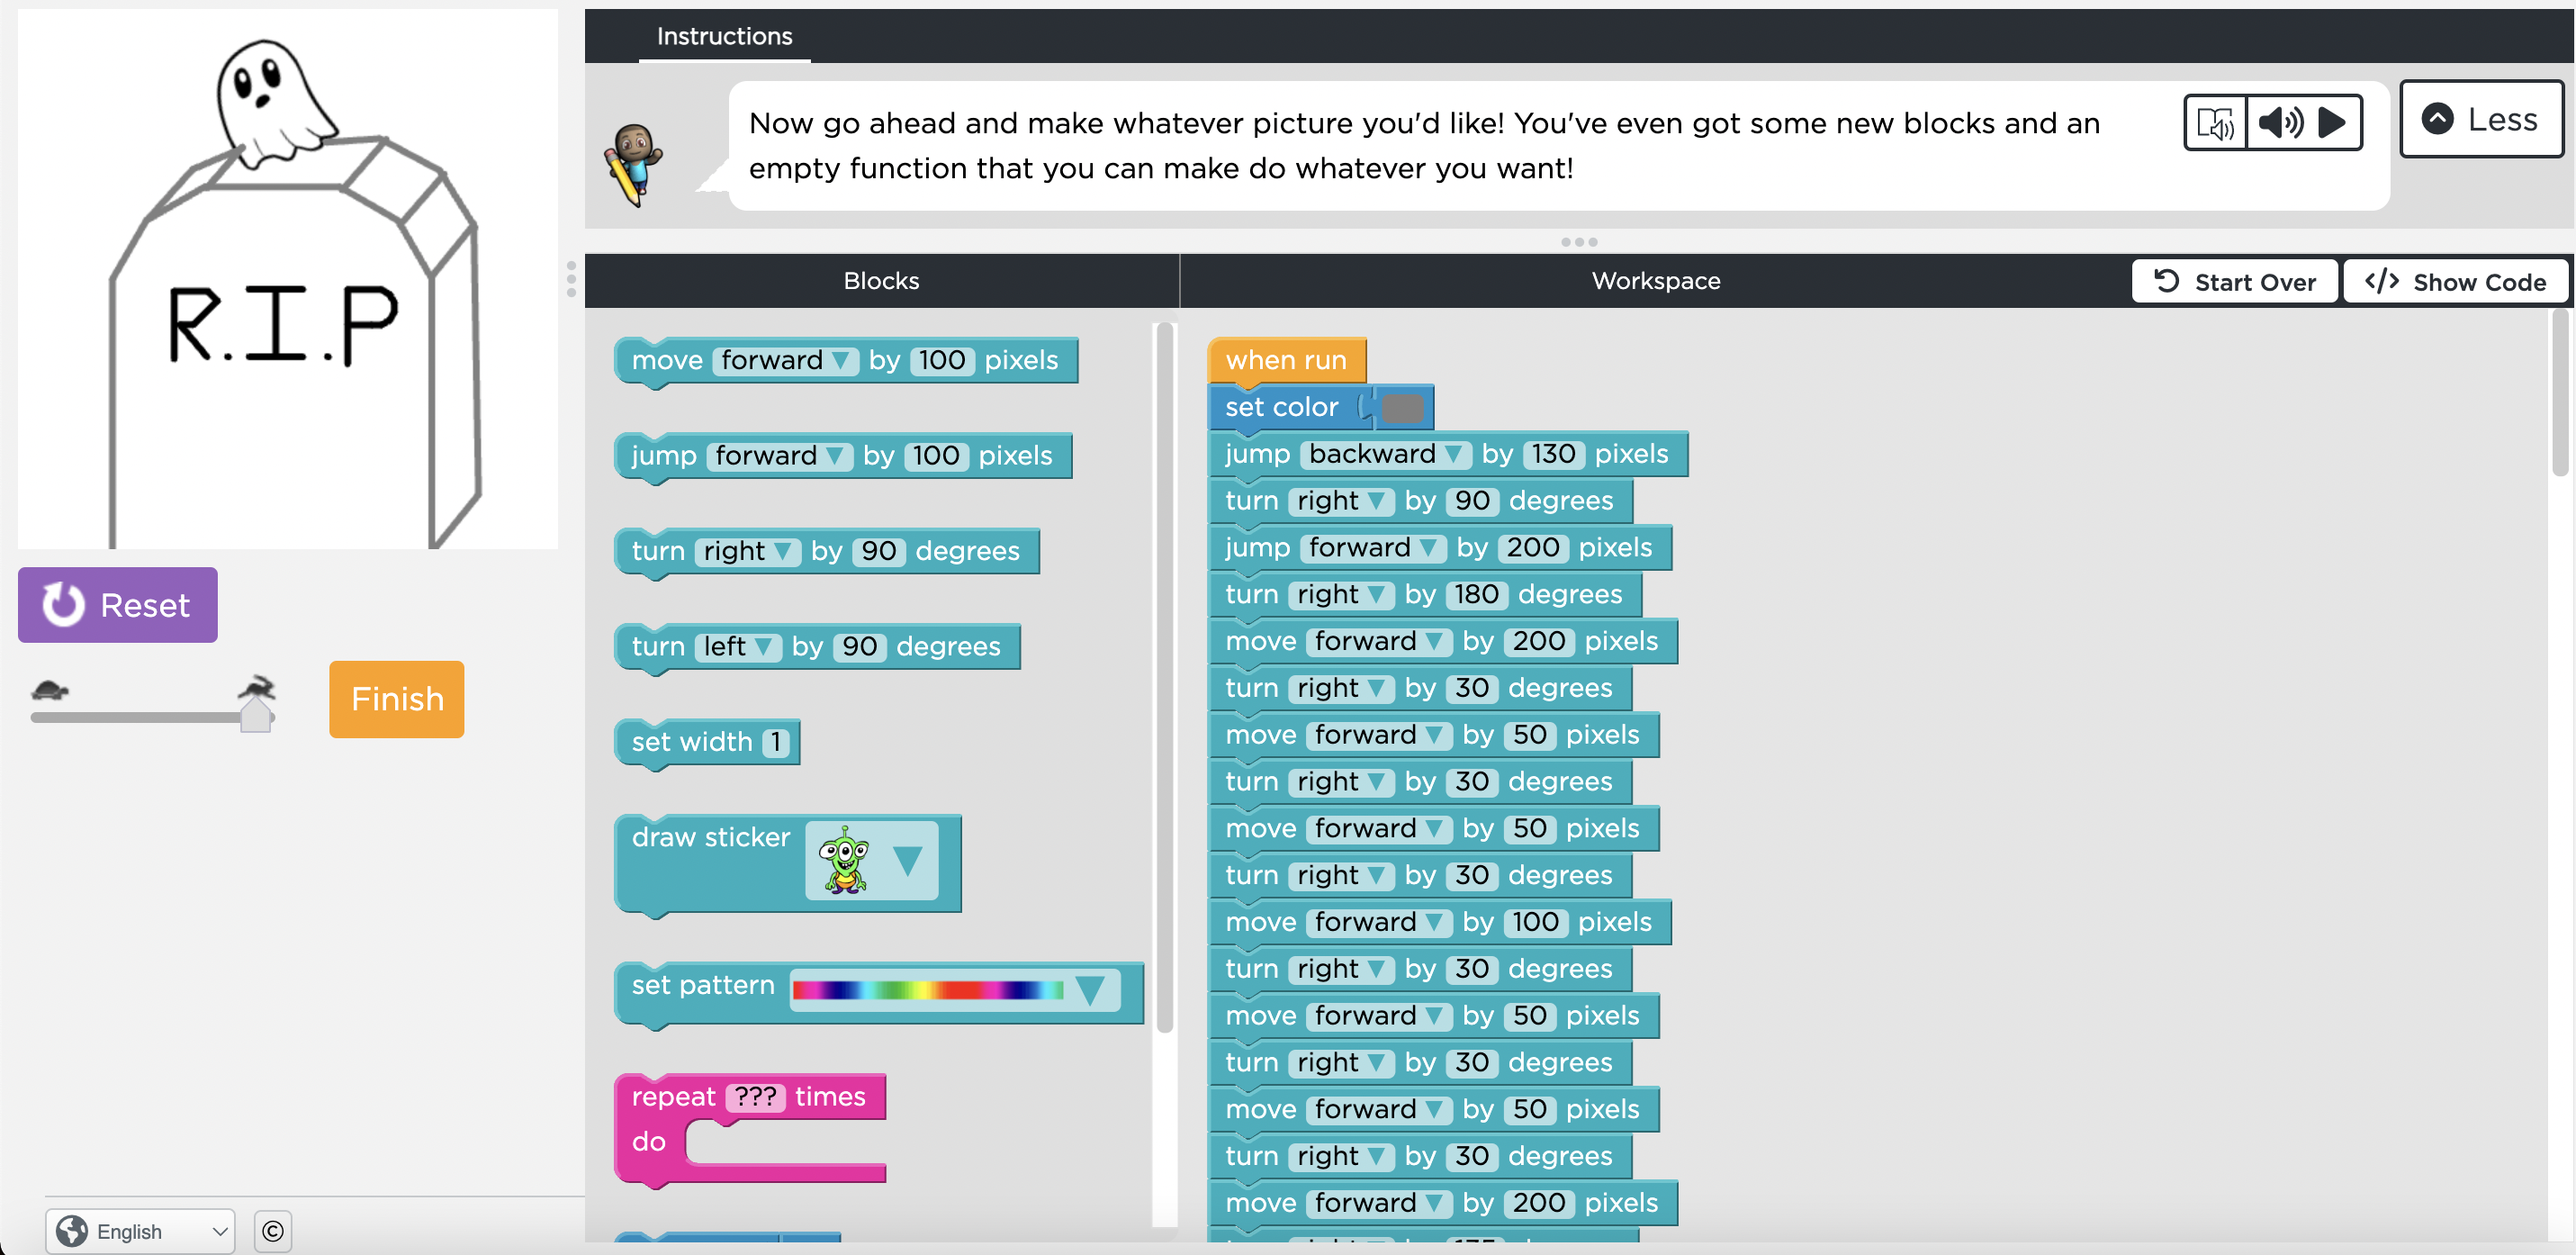 R.I.P
Reset
Finish
English
©
Instructions
Now go ahead and make whatever picture you'd like! You've even got some new blocks and an
empty function that you can make do whatever you want!
Less
Blocks
Workspace
Start Over
</> Show Code
move forward ▼ by 100 pixels
jump forward ▼ by 100 pixels
turn right ▼ by 90 degrees
turn left ▼ by 90 degrees
set width 1
draw sticker ▼
set pattern ▼
repeat ??? times
do
when run
set color
jump backward ▼ by 130 pixels
turn right ▼ by 90 degrees
jump forward ▼ by 200 pixels
turn right ▼ by 180 degrees
move forward ▼ by 200 pixels
turn right ▼ by 30 degrees
move forward ▼ by 50 pixels
turn right ▼ by 30 degrees
move forward ▼ by 50 pixels
turn right ▼ by 30 degrees
move forward ▼ by 100 pixels
turn right ▼ by 30 degrees
move forward ▼ by 50 pixels
turn right ▼ by 30 degrees
move forward ▼ by 50 pixels
turn right ▼ by 30 degrees
move forward ▼ by 200 pixels